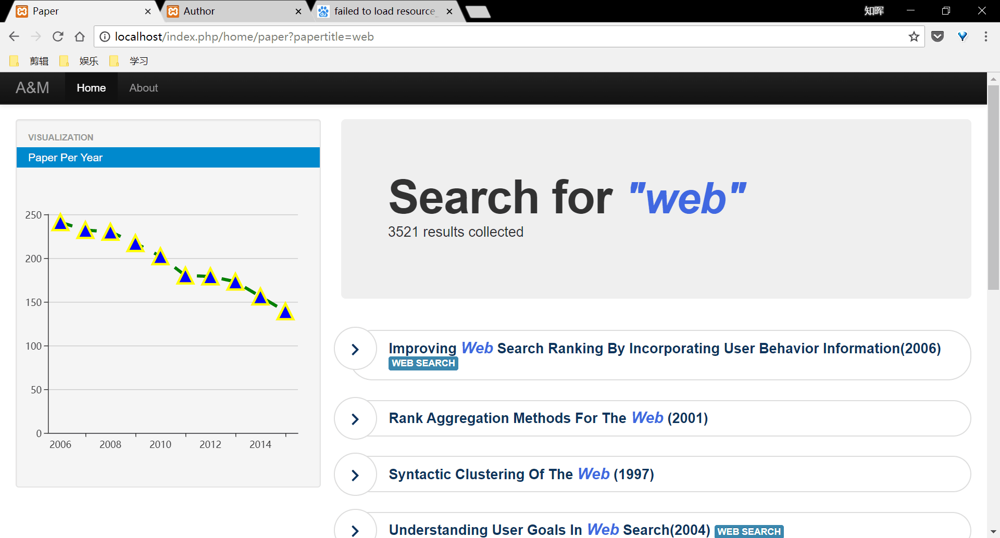 Paper
Author
failed to load resource_
知晖
localhost/index.php/home/paper?papertitle=web
剪辑
娱乐
学习
A&M
Home
About
VISUALIZATION
Paper Per Year
250
200
150
100
50
0
2006
2008
2010
2012
2014
Search for "web"
3521 results collected
Improving Web Search Ranking By Incorporating User Behavior Information(2006)
WEB SEARCH
Rank Aggregation Methods For The Web (2001)
Syntactic Clustering Of The Web (1997)
Understanding User Goals In Web Search(2004) WEB SEARCH